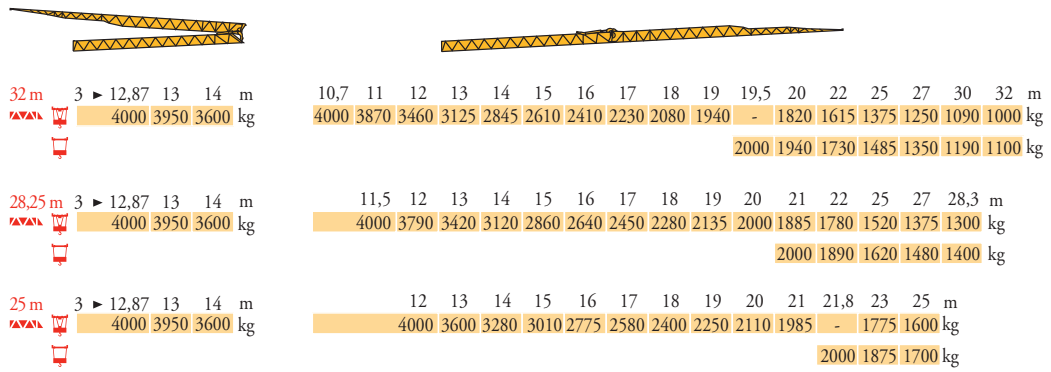 32 m 3 ► 12,87 13 14 m 10,7 11 12 13 14 15 16 17 18 19 19,5 20 22 25 27 30 32 m
4000 3950 3600 kg 4000 3870 3460 3125 2845 2610 2410 2230 2080 1940 - 1820 1615 1375 1250 1090 1000 kg
2000 1940 1730 1485 1350 1190 1100 kg
28,25 m 3 ► 12,87 13 14 m 11,5 12 13 14 15 16 17 18 19 20 21 22 25 27 28,3 m
4000 3950 3600 kg 4000 3790 3420 3120 2860 2640 2450 2280 2135 2000 1885 1780 1520 1375 1300 kg
2000 1890 1620 1480 1400 kg
25 m 3 ► 12,87 13 14 m 12 13 14 15 16 17 18 19 20 21 21,8 23 25 m
4000 3950 3600 kg 4000 3600 3280 3010 2775 2580 2400 2250 2110 1985 - 1775 1600 kg
2000 1875 1700 kg